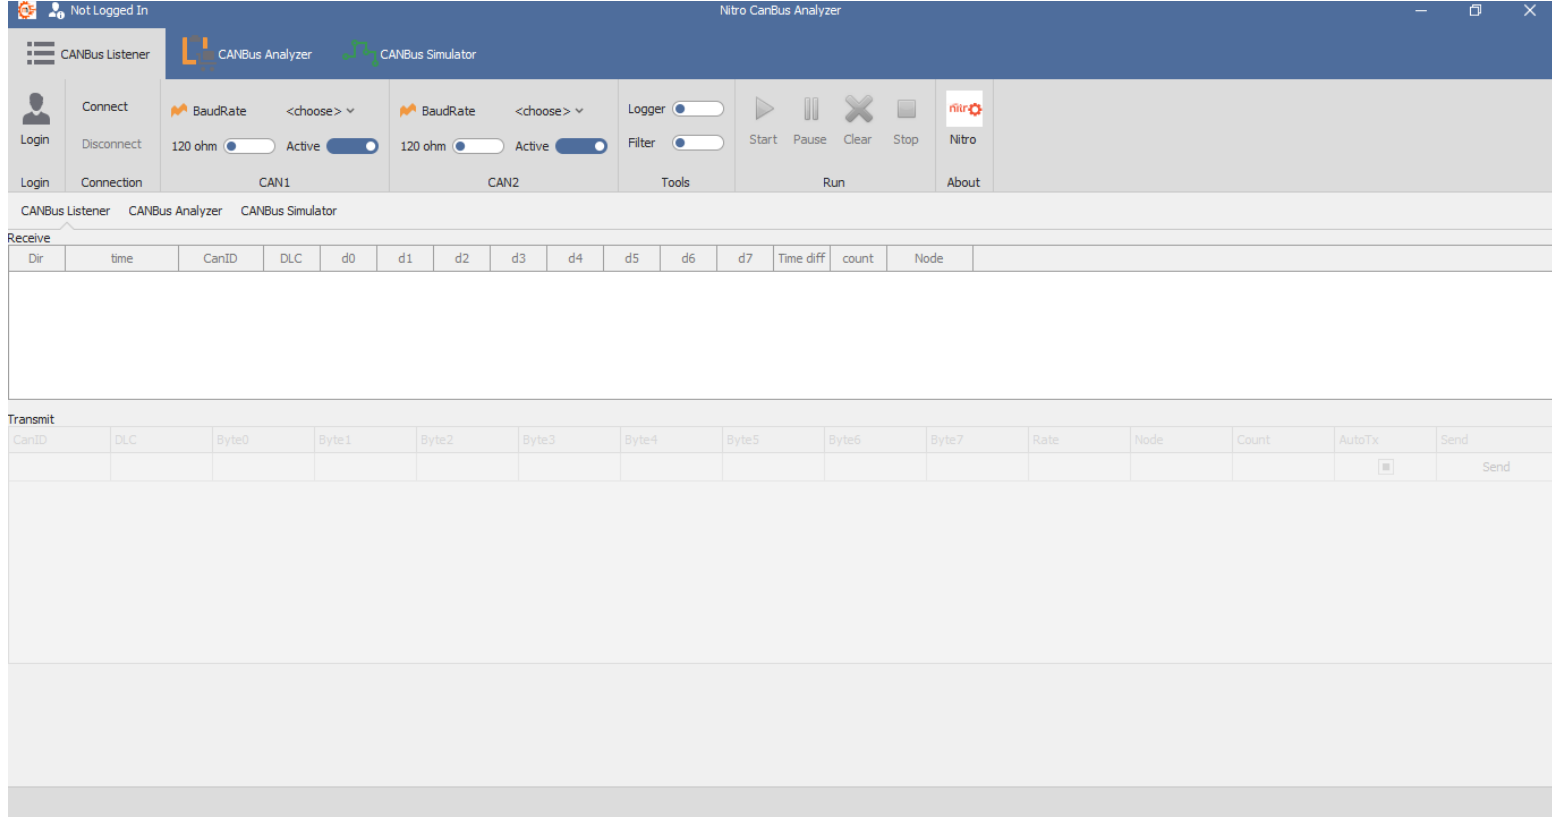 Not Logged In Nitro CanBus Analyzer
CANBus Listener CANBus Analyzer CANBus Simulator
Connect BaudRate <choose> BaudRate <choose> Logger nitro
Login Disconnect 120 ohm Active 120 ohm Active Filter Start Pause Clear Stop Nitro
Login Connection CAN1 CAN2 Tools Run About
CANBus Listener CANBus Analyzer CANBus Simulator
Receive
Dir time CanID DLC d0 d1 d2 d3 d4 d5 d6 d7 Time diff count Node
Transmit
CanID DLC Byte0 Byte1 Byte2 Byte3 Byte4 Byte5 Byte6 Byte7 Rate Node Count AutoTx Send
Send